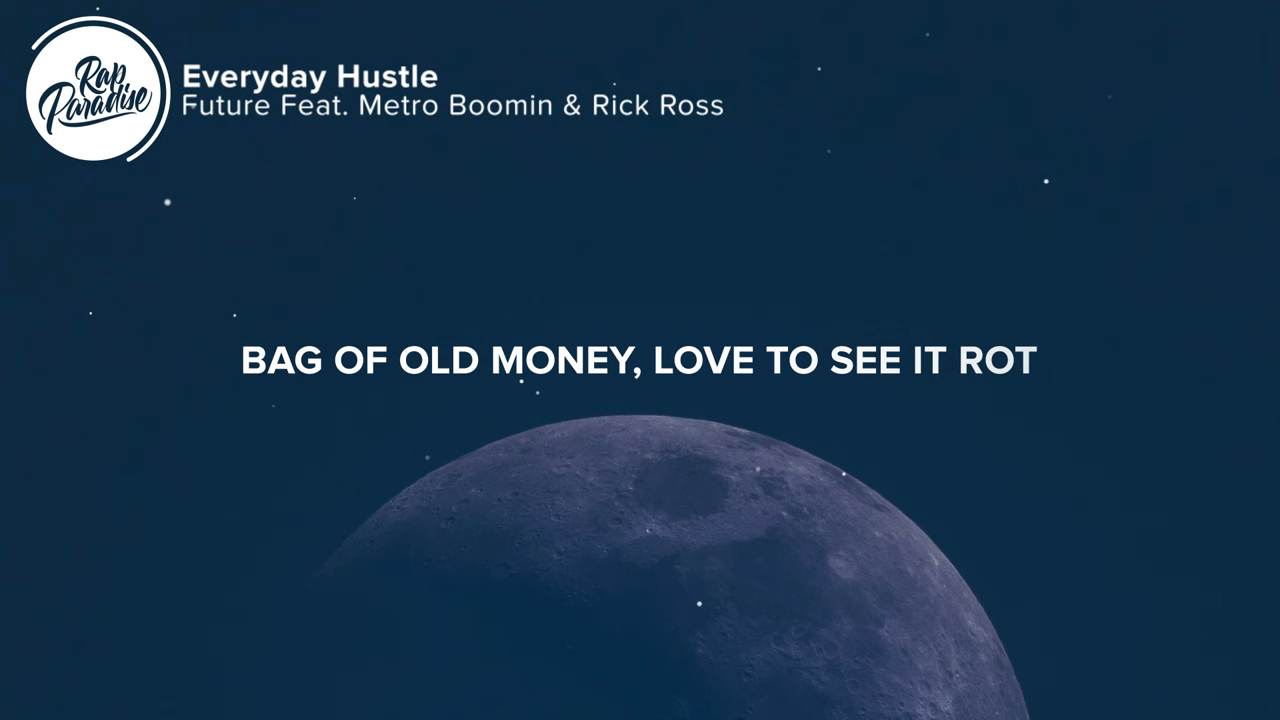 Rap
Paradise
Everyday Hustle
Future Feat. Metro Boomin & Rick Ross
BAG OF OLD MONEY, LOVE TO SEE IT ROT